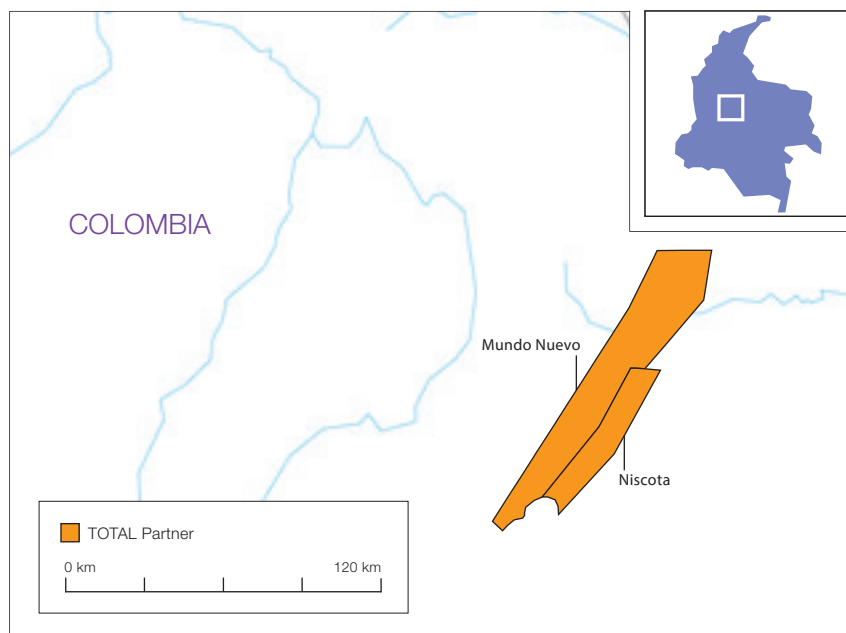 COLOMBIA
Mundo Nuevo
Niscota
TOTAL Partner
0 km 120 km